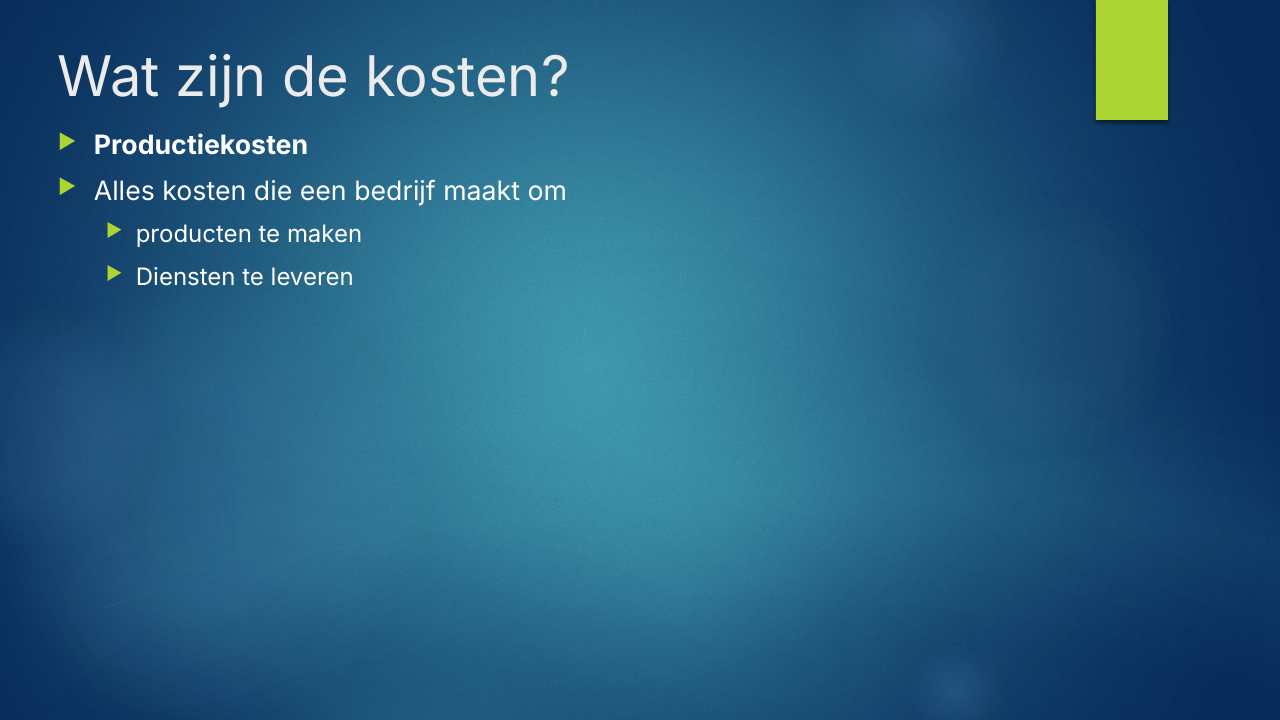 Wat zijn de kosten?
Productiekosten
Alles kosten die een bedrijf maakt om
producten te maken
Diensten te leveren